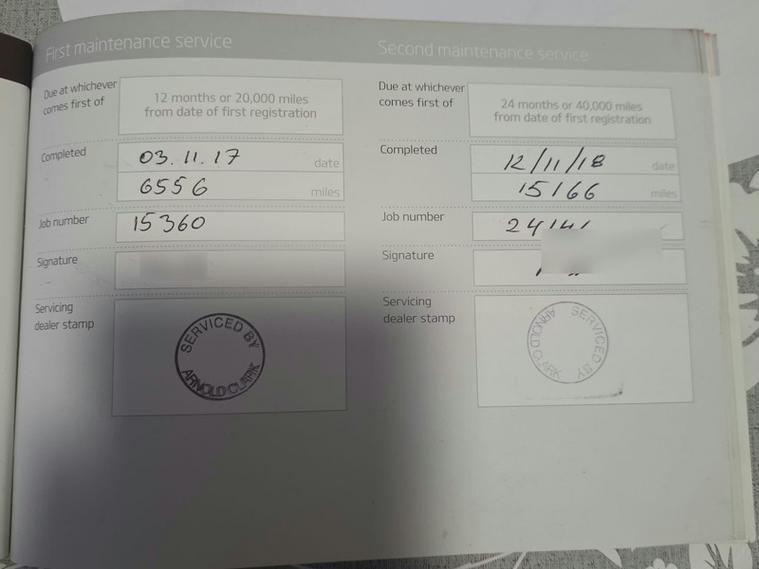 First maintenance service
Due at whichever
comes first of
12 months or 20,000 miles
from date of first registration
Completed
03.11.17 date
6556 miles
Job number
15360
Signature
Servicing
dealer stamp
SERVICED BY
ARNOLD CLARK
Second maintenance service
Due at whichever
comes first of
24 months or 40,000 miles
from date of first registration
Completed
12/11/18 date
15166 miles
Job number
Signature
Servicing
dealer stamp
SERVICED BY
ARNOLD CLARK